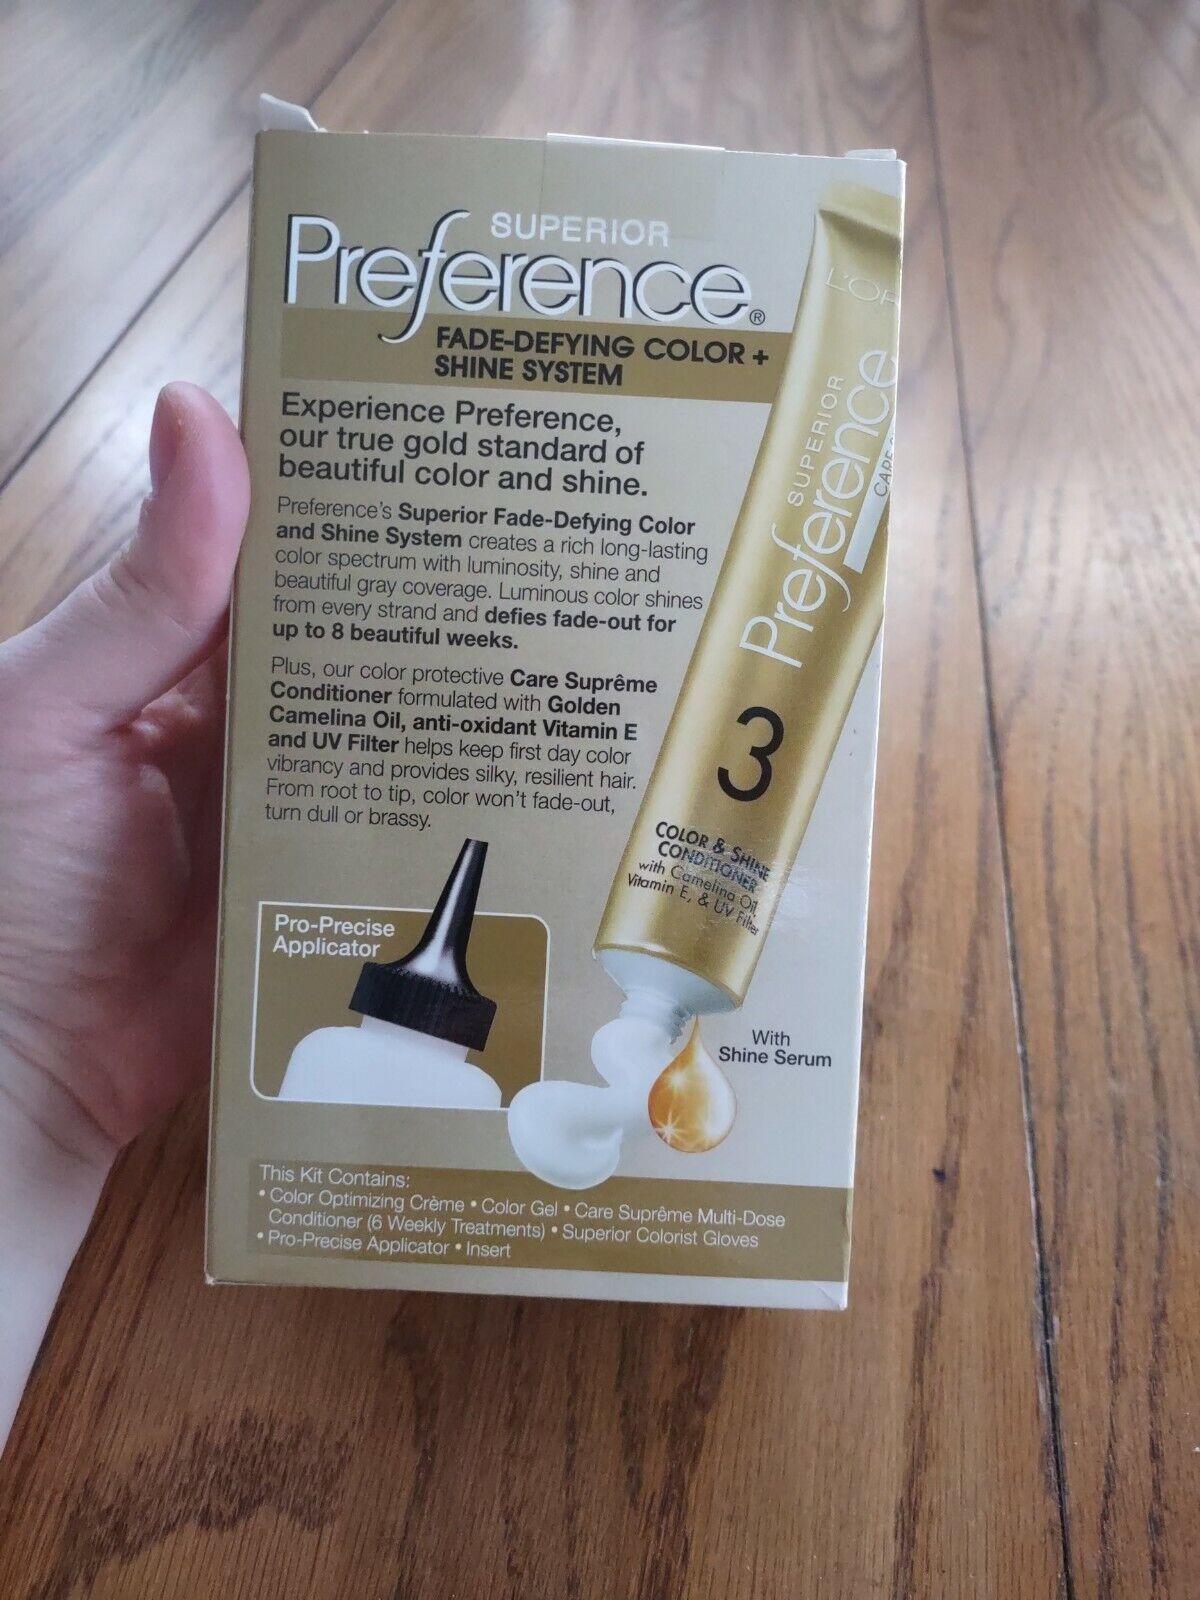 SUPERIOR
Preference®
FADE-DEFYING COLOR +
SHINE SYSTEM
Experience Preference,
our true gold standard of
beautiful color and shine.
Preference's Superior Fade-Defying Color
and Shine System creates a rich long-lasting
color spectrum with luminosity, shine and
beautiful gray coverage. Luminous color shines
from every strand and defies fade-out for
up to 8 beautiful weeks.
Plus, our color protective Care Suprême
Conditioner formulated with Golden
Camelina Oil, anti-oxidant Vitamin E
and UV Filter helps keep first day color
vibrancy and provides silky, resilient hair.
From root to tip, color won't fade-out,
turn dull or brassy.
L'OR
SUPERIOR
Preference
3
COLOR & SHINE
CONDITIONER
with Camelina Oil,
Vitamin E, & UV Filter
Pro-Precise
Applicator
With
Shine Serum
This Kit Contains:
• Color Optimizing Crème • Color Gel • Care Suprême Multi-Dose
Conditioner (6 Weekly Treatments) • Superior Colorist Gloves
• Pro-Precise Applicator • Insert